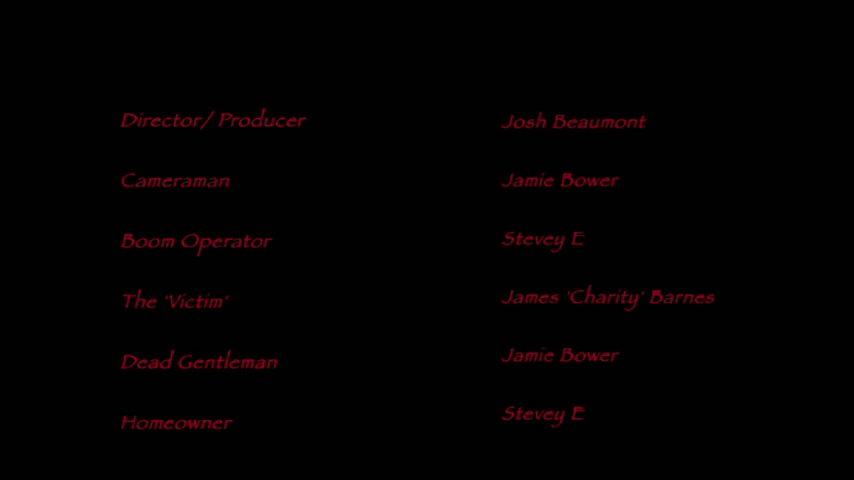 Director/ Producer Josh Beaumont
Cameraman Jamie Bower
Boom Operator Stevey E
The 'Victim' James 'Charity' Barnes
Dead Gentleman Jamie Bower
Homeowner Stevey E